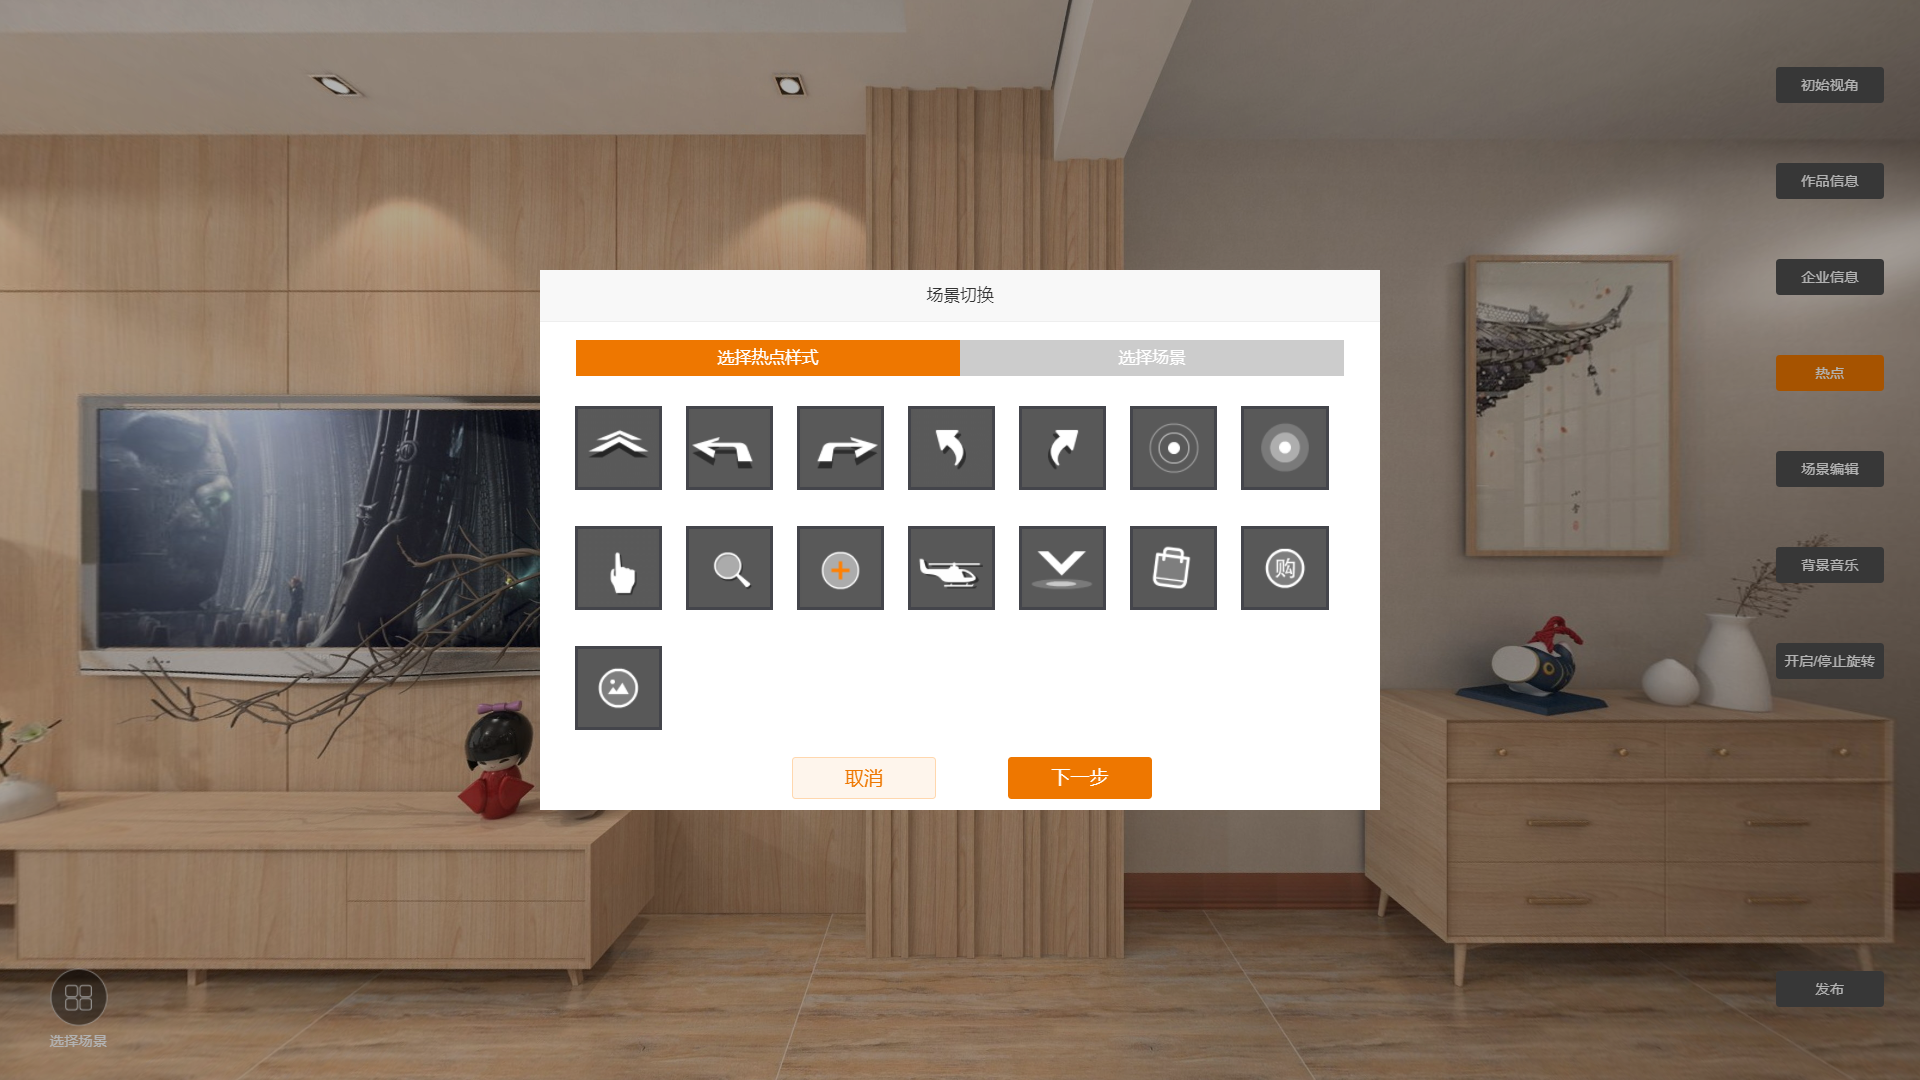 初始视角
作品信息
企业信息
场景切换
选择热点样式
选择场景
热点
场景编辑
背景音乐
购
开启/停止旋转
取消
下一步
发布
选择场景